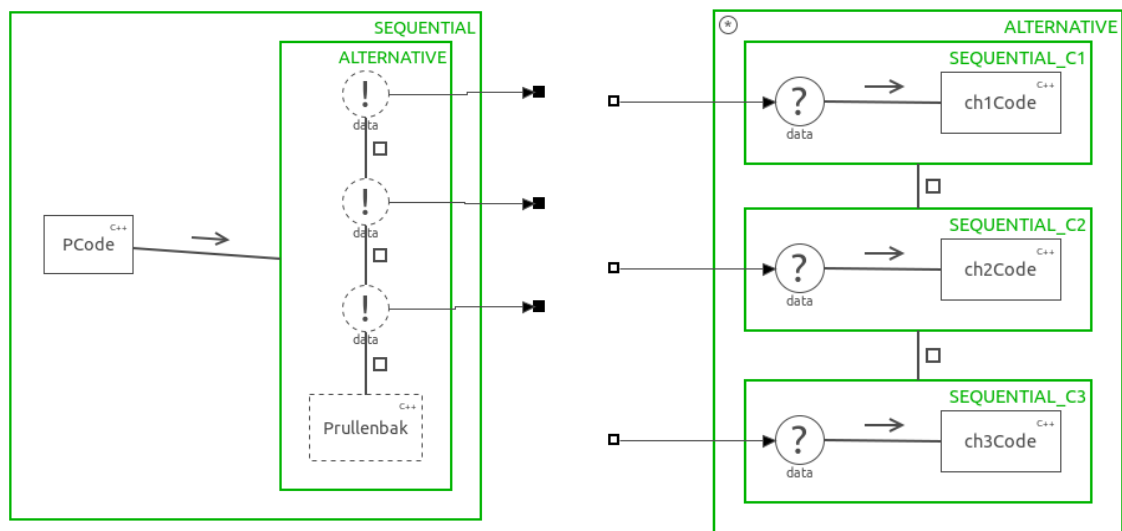 SEQUENTIAL
ALTERNATIVE
!
data
!
data
!
data
C++
PCode
C++
Prullenbak
*
ALTERNATIVE
SEQUENTIAL_C1
?
data
C++
ch1Code
SEQUENTIAL_C2
?
data
C++
ch2Code
SEQUENTIAL_C3
?
data
C++
ch3Code